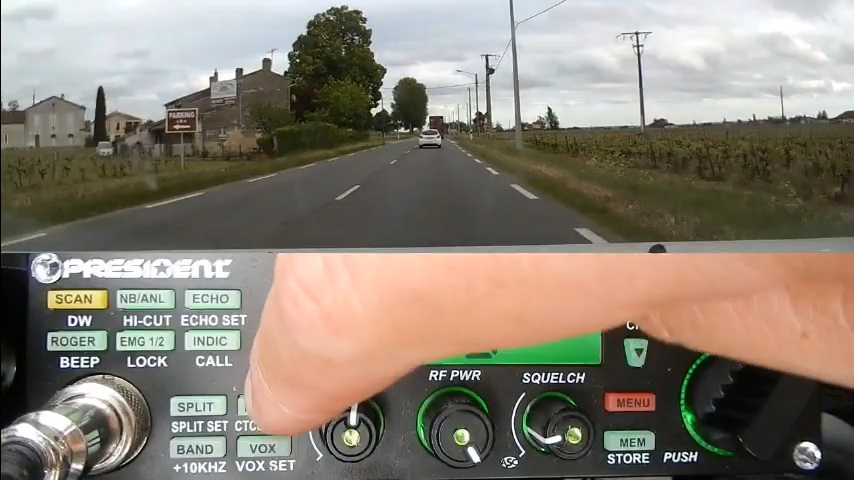 PARKING
PRESIDENT
SCAN NB/ANL ECHO
DW HI-CUT ECHO SET
ROGER EMG 1/2 INDIC
BEEP LOCK CALL
SPLIT
SPLIT SET
BAND VOX
+10KHZ VOX SET
RF PWR SQUELCH
MENU
MEM
STORE PUSH
ASC